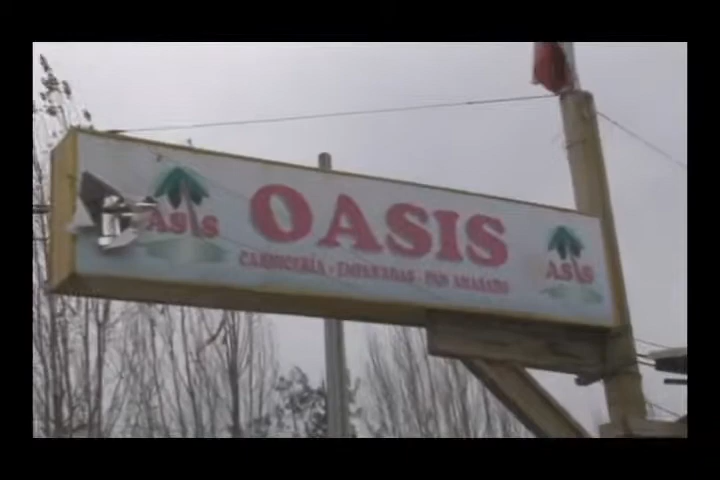 ASIS
OASIS
CARNICERÍA · EMPANADAS · PAN AMASADO
ASIS